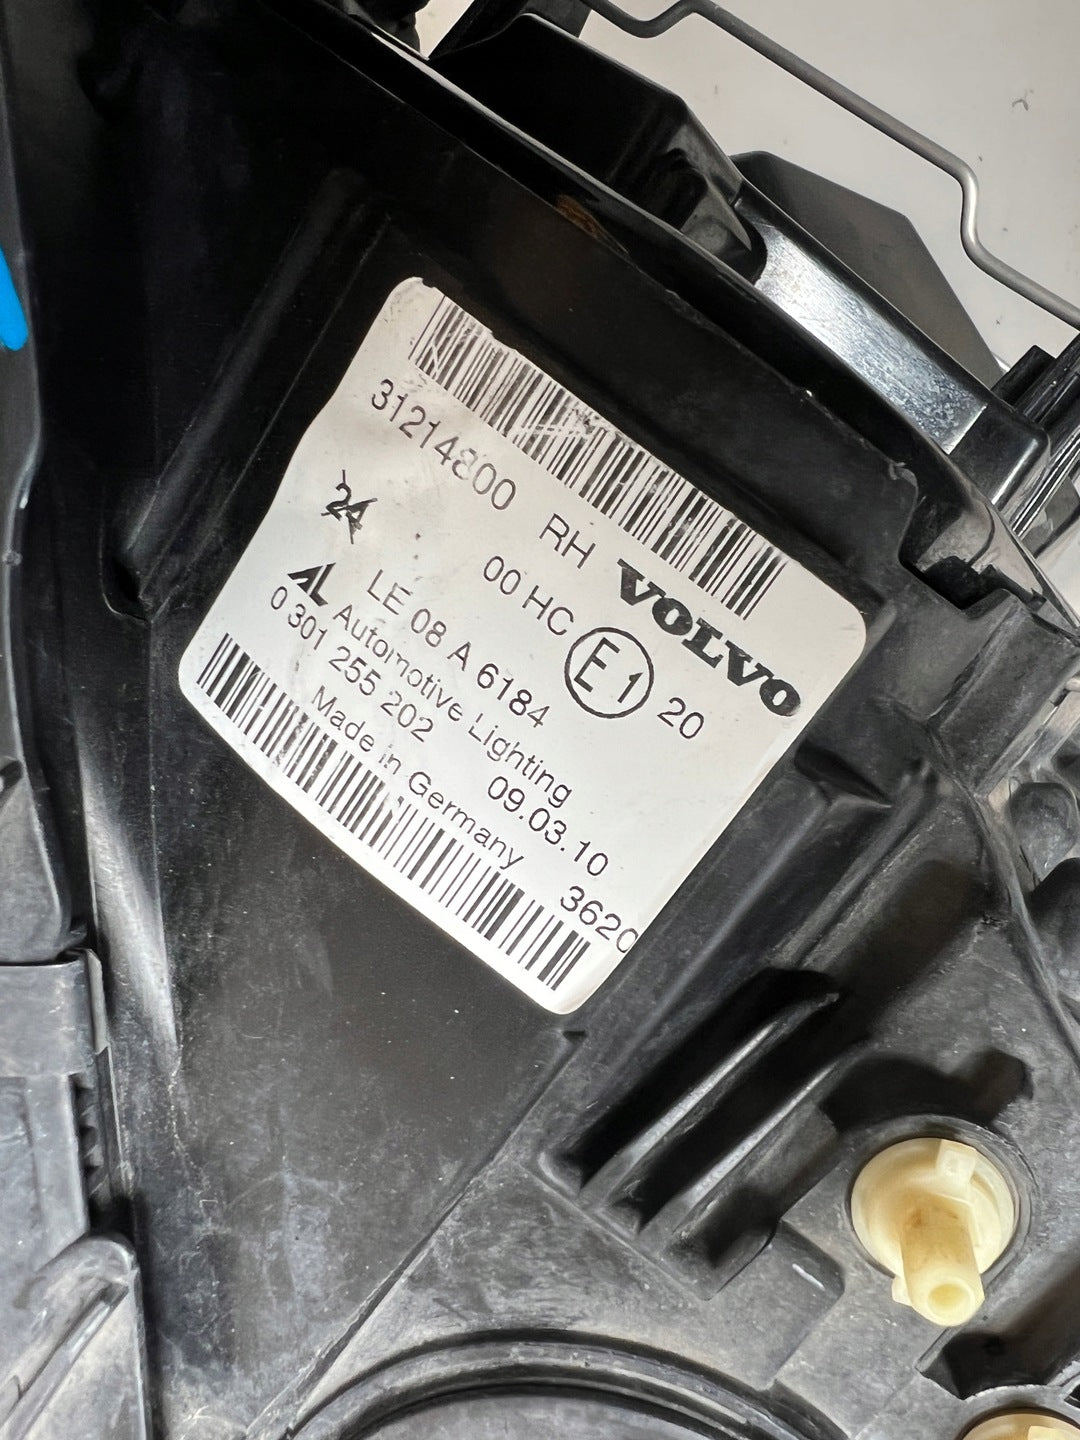 31214800 RH VOLVO
24 00 HC E1 20
LE 08 A 6184
AL Automotive Lighting
0 301 255 202 09.03.10
Made in Germany 3620